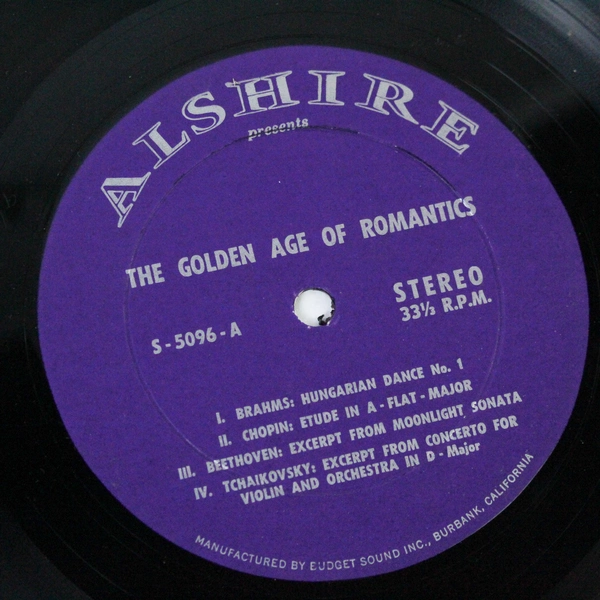 ALSHIRE
presents
THE GOLDEN AGE OF ROMANTICS
STEREO
33⅓ R.P.M.
S-5096-A
I. BRAHMS: HUNGARIAN DANCE No. 1
II. CHOPIN: ETUDE IN A-FLAT-MAJOR
III. BEETHOVEN: EXCERPT FROM MOONLIGHT SONATA
IV. TCHAIKOVSKY: EXCERPT FROM CONCERTO FOR
VIOLIN AND ORCHESTRA IN D-Major
MANUFACTURED BY BUDGET SOUND INC., BURBANK, CALIFORNIA